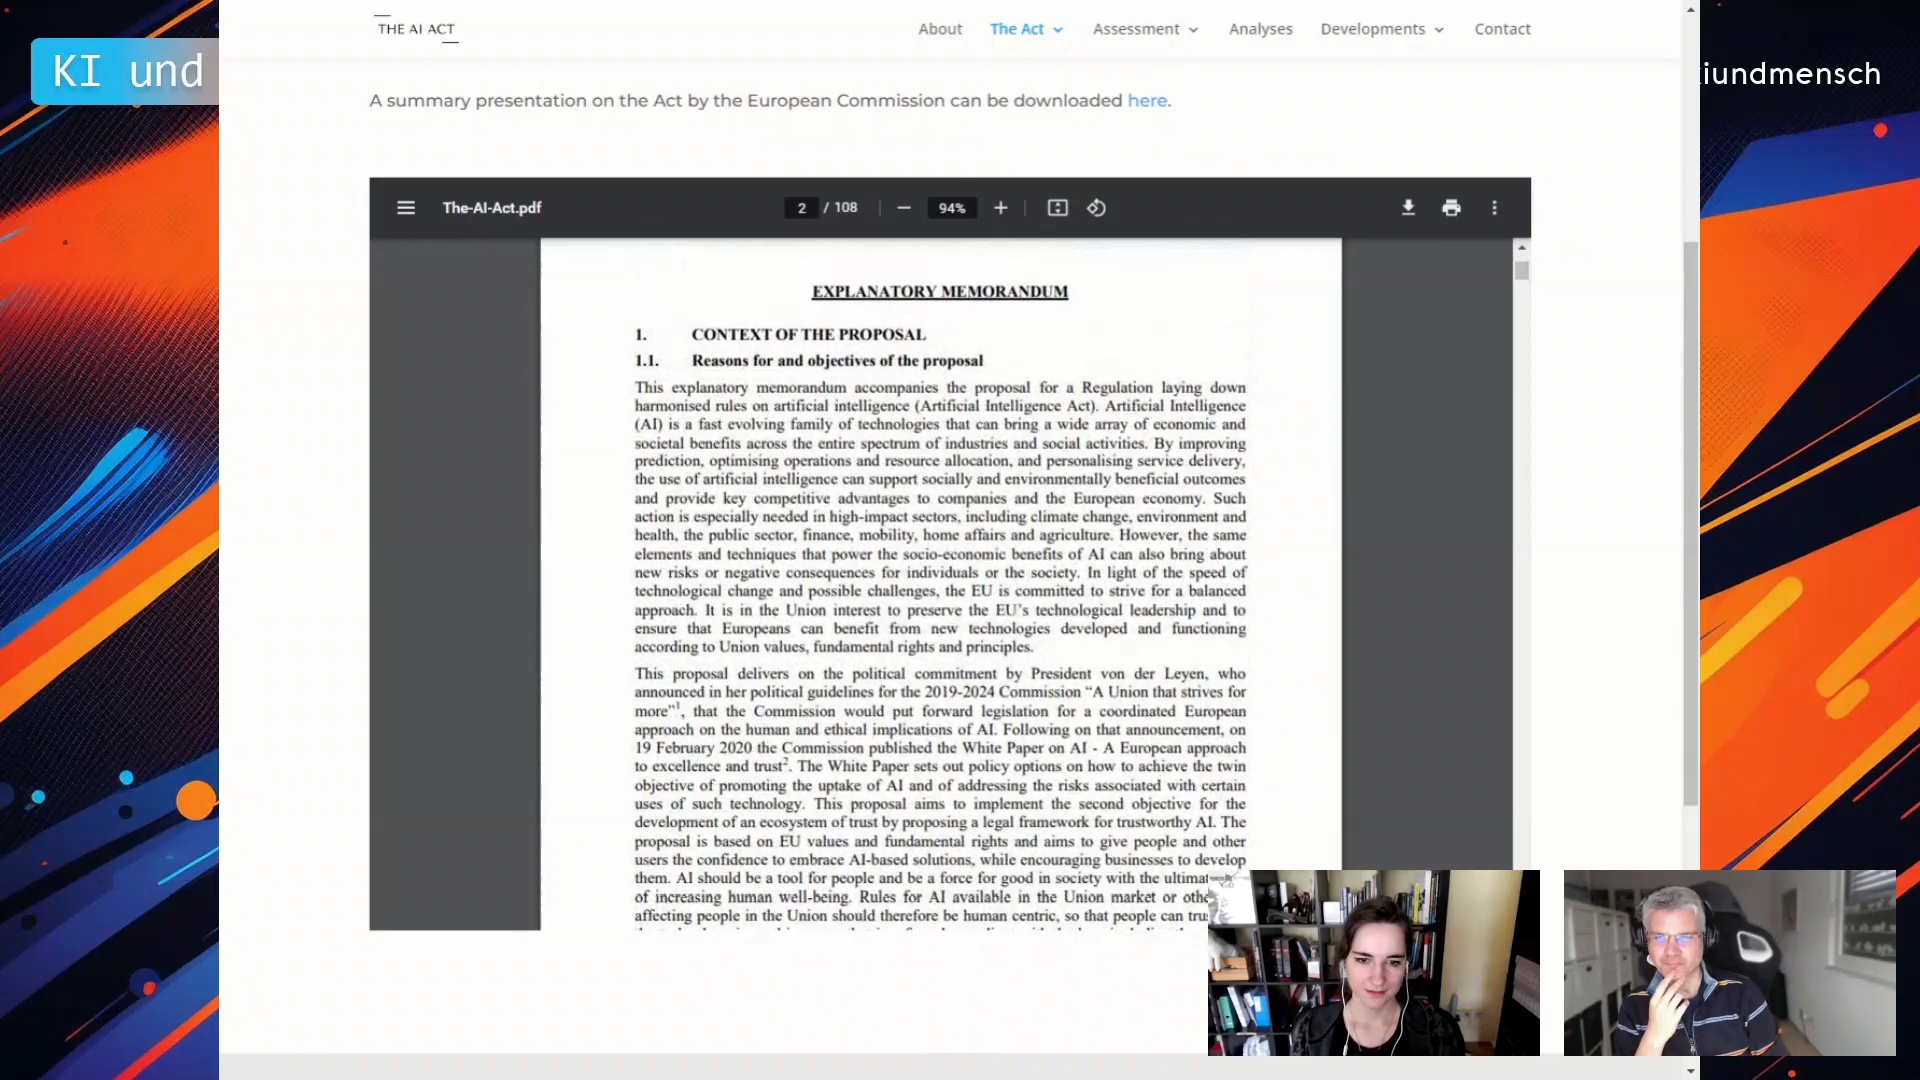 THE AI ACT
About
The Act
Assessment
Analyses
Developments
Contact
KI und
kiundmensch
A summary presentation on the Act by the European Commission can be downloaded here.
The-AI-Act.pdf
2 / 108
94%
EXPLANATORY MEMORANDUM
1. CONTEXT OF THE PROPOSAL
1.1. Reasons for and objectives of the proposal
This explanatory memorandum accompanies the proposal for a Regulation laying down
harmonised rules on artificial intelligence (Artificial Intelligence Act). Artificial Intelligence
(AI) is a fast evolving family of technologies that can bring a wide array of economic and
societal benefits across the entire spectrum of industries and social activities. By improving
prediction, optimising operations and resource allocation, and personalising service delivery,
the use of artificial intelligence can support socially and environmentally beneficial outcomes
and provide key competitive advantages to companies and the European economy. Such
action is especially needed in high-impact sectors, including climate change, environment and
health, the public sector, finance, mobility, home affairs and agriculture. However, the same
elements and techniques that power the socio-economic benefits of AI can also bring about
new risks or negative consequences for individuals or the society. In light of the speed of
technological change and possible challenges, the EU is committed to strive for a balanced
approach. It is in the Union interest to preserve the EU's technological leadership and to
ensure that Europeans can benefit from new technologies developed and functioning
according to Union values, fundamental rights and principles.
This proposal delivers on the political commitment by President von der Leyen, who
announced in her political guidelines for the 2019-2024 Commission “A Union that strives for
more”1, that the Commission would put forward legislation for a coordinated European
approach on the human and ethical implications of AI. Following on that announcement, on
19 February 2020 the Commission published the White Paper on AI - A European approach
to excellence and trust2. The White Paper sets out policy options on how to achieve the twin
objective of promoting the uptake of AI and of addressing the risks associated with certain
uses of such technology. This proposal aims to implement the second objective for the
development of an ecosystem of trust by proposing a legal framework for trustworthy AI. The
proposal is based on EU values and fundamental rights and aims to give people and other
users the confidence to embrace AI-based solutions, while encouraging businesses to develop
them. AI should be a tool for people and be a force for good in society with the ultimat
of increasing human well-being. Rules for AI available in the Union market or othe
affecting people in the Union should therefore be human centric, so that people can tru